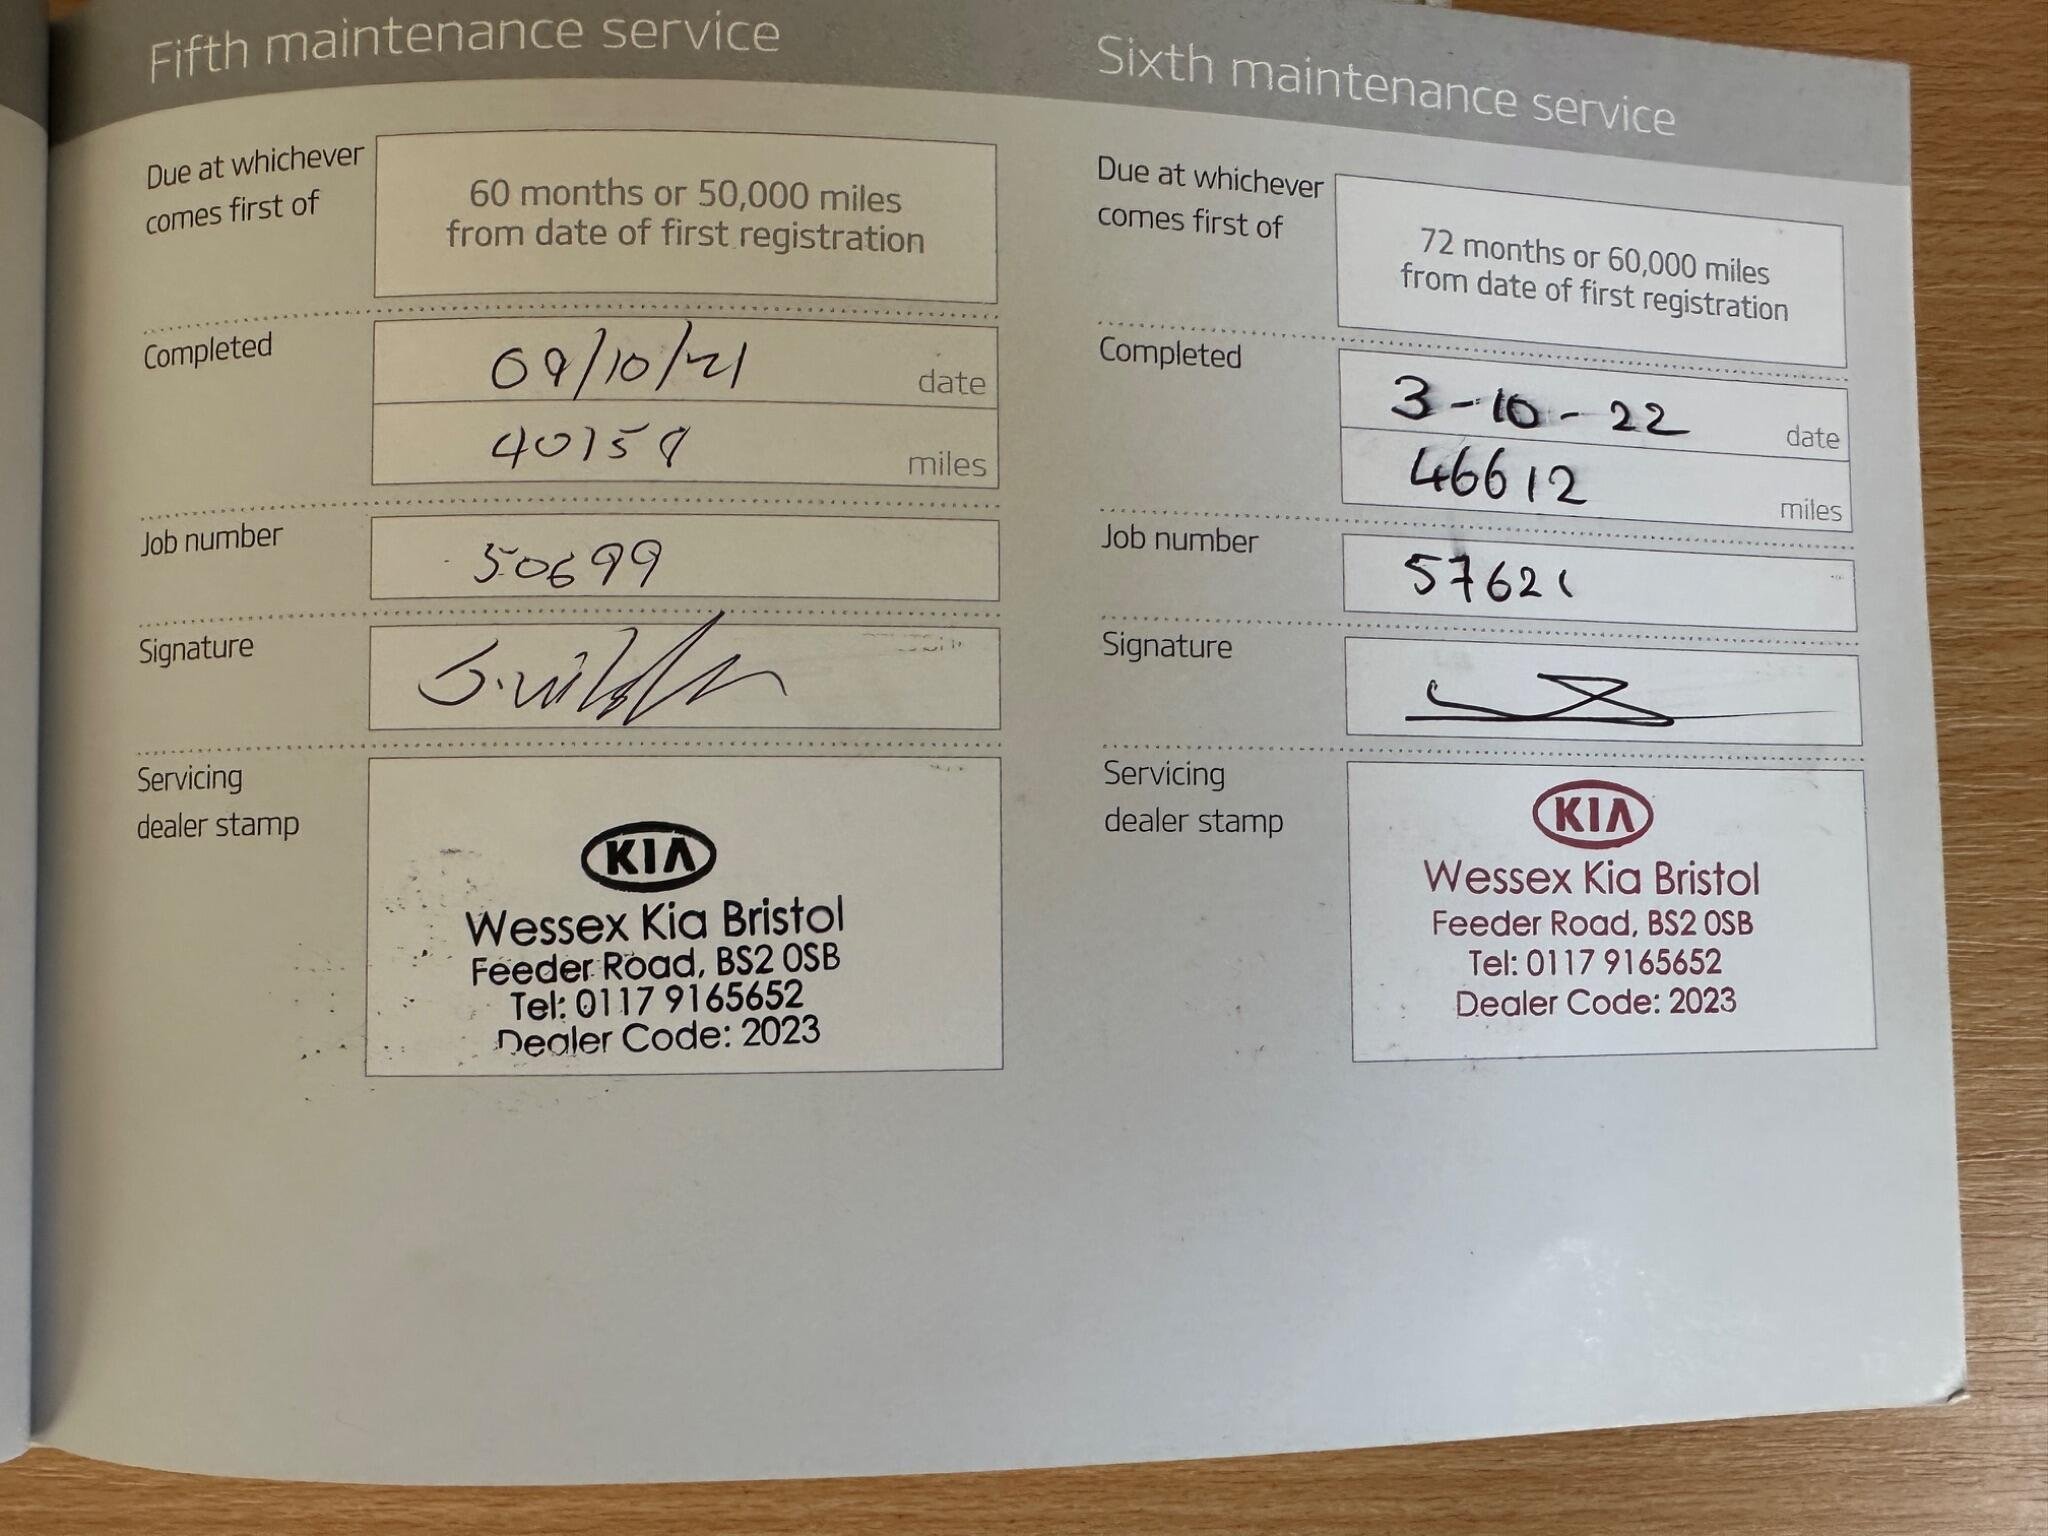 Fifth maintenance service
Due at whichever
comes first of
60 months or 50,000 miles
from date of first registration
Completed
09/10/21
date
miles
Job number
50699
Signature
Servicing
dealer stamp
KIA
Wessex Kia Bristol
Feeder Road, BS2 0SB
Tel: 0117 9165652
Dealer Code: 2023
Sixth maintenance service
Due at whichever
comes first of
72 months or 60,000 miles
from date of first registration
Completed
3-10-22
date
46612
miles
Job number
57621
Signature
Servicing
dealer stamp
KIA
Wessex Kia Bristol
Feeder Road, BS2 0SB
Tel: 0117 9165652
Dealer Code: 2023